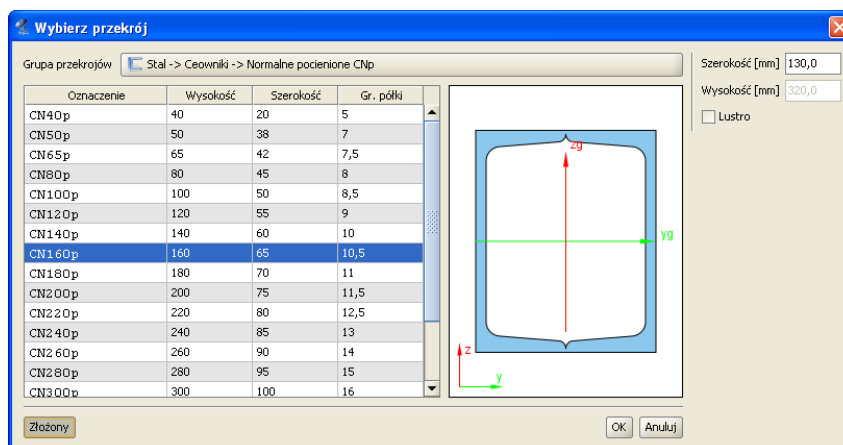 Wybierz przekrój
Grupa przekrojów Stal -> Ceowniki -> Normalne pocienione CNp
Szerokość [mm] 130,0
Wysokość [mm] 320,0
Lustro
Oznaczenie Wysokość Szerokość Gr. półki
CN40p 40 20 5
CN50p 50 38 7
CN65p 65 42 7,5
CN80p 80 45 8
CN100p 100 50 8,5
CN120p 120 55 9
CN140p 140 60 10
CN160p 160 65 10,5
CN180p 180 70 11
CN200p 200 75 11,5
CN220p 220 80 12,5
CN240p 240 85 13
CN260p 260 90 14
CN280p 280 95 15
CN300p 300 100 16
zg
yg
z
y
Złożony
OK Anuluj